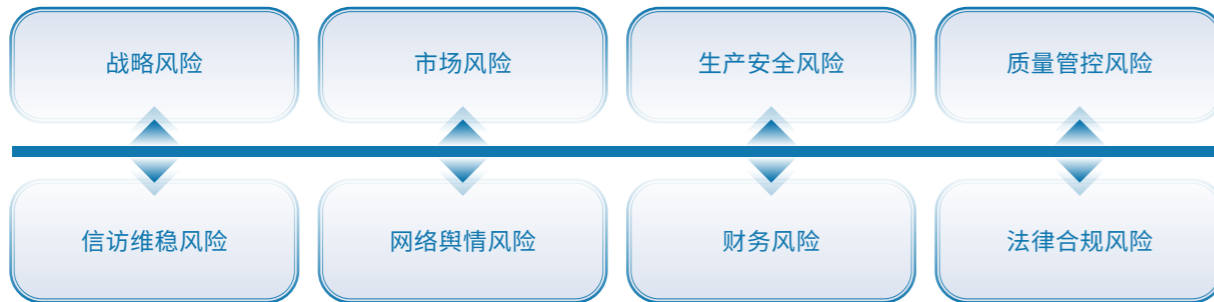 战略风险
市场风险
生产安全风险
质量管控风险
信访维稳风险
网络舆情风险
财务风险
法律合规风险